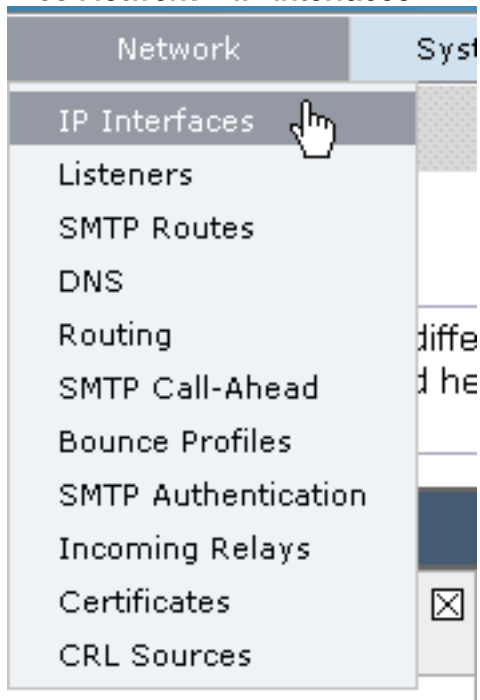 Network
Syst
IP Interfaces
Listeners
SMTP Routes
DNS
Routing
SMTP Call-Ahead
Bounce Profiles
SMTP Authentication
Incoming Relays
Certificates
CRL Sources
diffe
d he